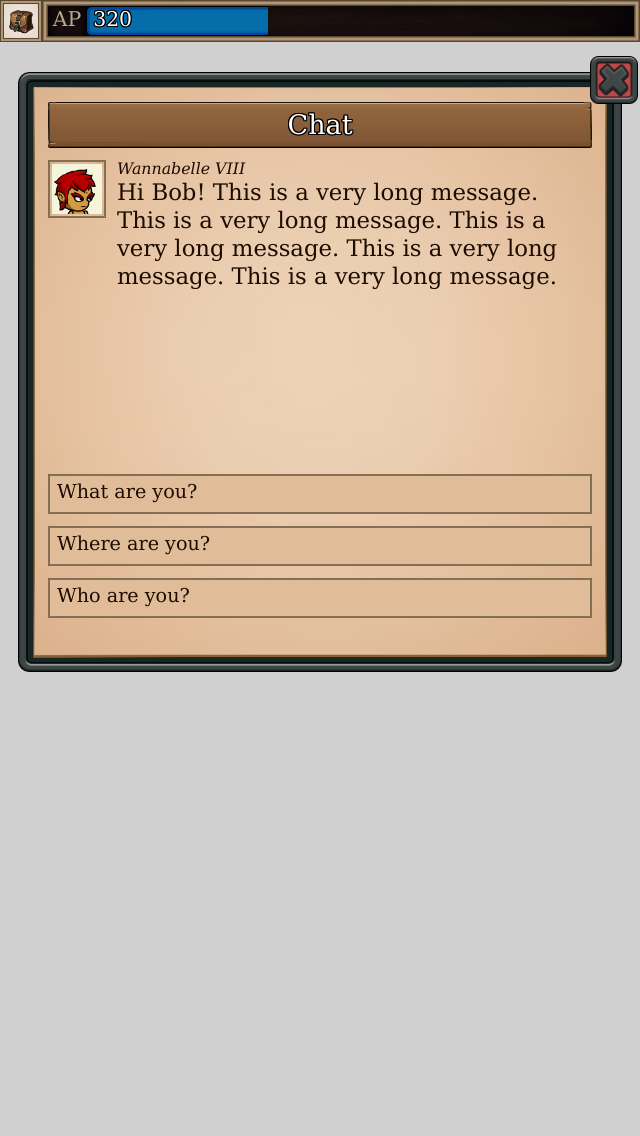 AP 320
Chat
Wannabelle VIII
Hi Bob! This is a very long message.
This is a very long message. This is a
very long message. This is a very long
message. This is a very long message.
What are you?
Where are you?
Who are you?